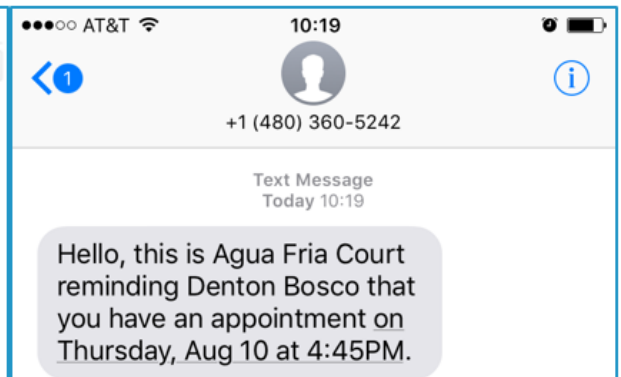 AT&T 10:19
1
i
+1 (480) 360-5242
Text Message
Today 10:19
Hello, this is Agua Fria Court
reminding Denton Bosco that
you have an appointment on
Thursday, Aug 10 at 4:45PM.